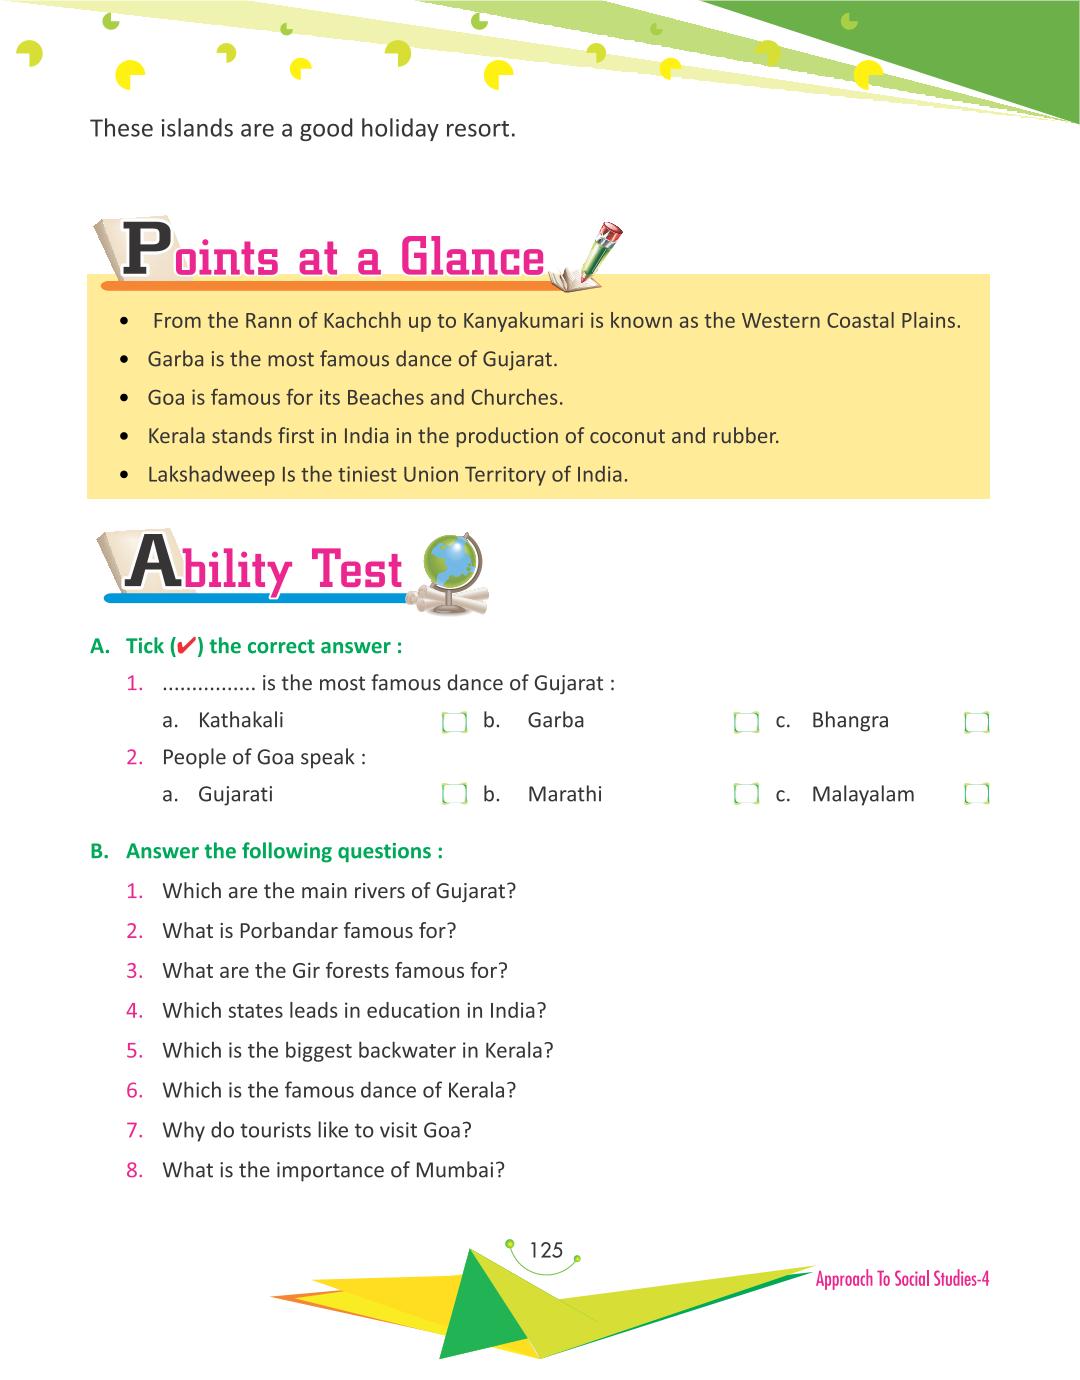 These islands are a good holiday resort.
Points at a Glance
• From the Rann of Kachchh up to Kanyakumari is known as the Western Coastal Plains.
• Garba is the most famous dance of Gujarat.
• Goa is famous for its Beaches and Churches.
• Kerala stands first in India in the production of coconut and rubber.
• Lakshadweep Is the tiniest Union Territory of India.
Ability Test
A. Tick (✔) the correct answer :
1. ................ is the most famous dance of Gujarat :
a. Kathakali b. Garba c. Bhangra
2. People of Goa speak :
a. Gujarati b. Marathi c. Malayalam
B. Answer the following questions :
1. Which are the main rivers of Gujarat?
2. What is Porbandar famous for?
3. What are the Gir forests famous for?
4. Which states leads in education in India?
5. Which is the biggest backwater in Kerala?
6. Which is the famous dance of Kerala?
7. Why do tourists like to visit Goa?
8. What is the importance of Mumbai?
125
Approach To Social Studies-4